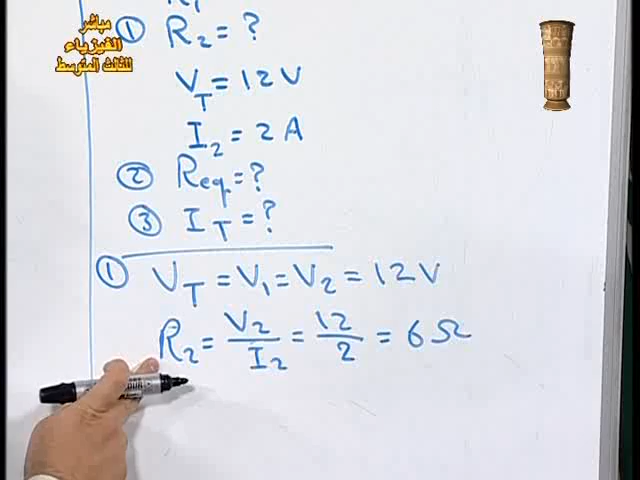 مباشر
الفيزياء
للثالث المتوسط
① R₂ = ?
V_T = 12V
I₂ = 2 A
② Req = ?
③ I_T = ?
① V_T = V₁ = V₂ = 12V
R₂ = V₂/I₂ = 12/2 = 6Ω